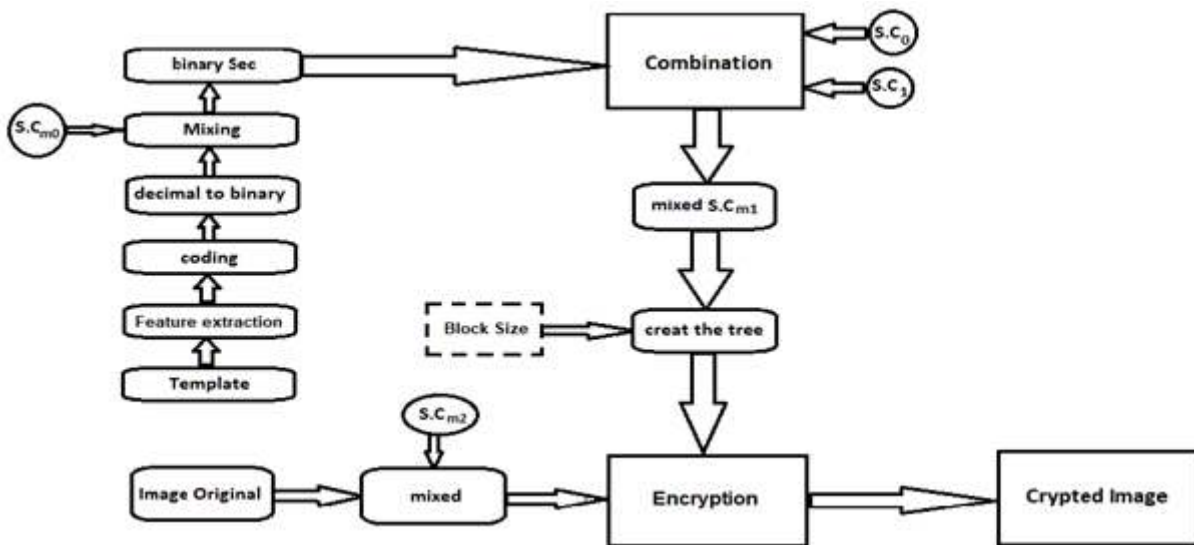 binary Sec
Combination
S.C0
S.C1
S.Cm0
Mixing
decimal to binary
mixed S.Cm1
coding
Feature extraction
Block Size
creat the tree
Template
S.Cm2
Image Original
mixed
Encryption
Crypted Image